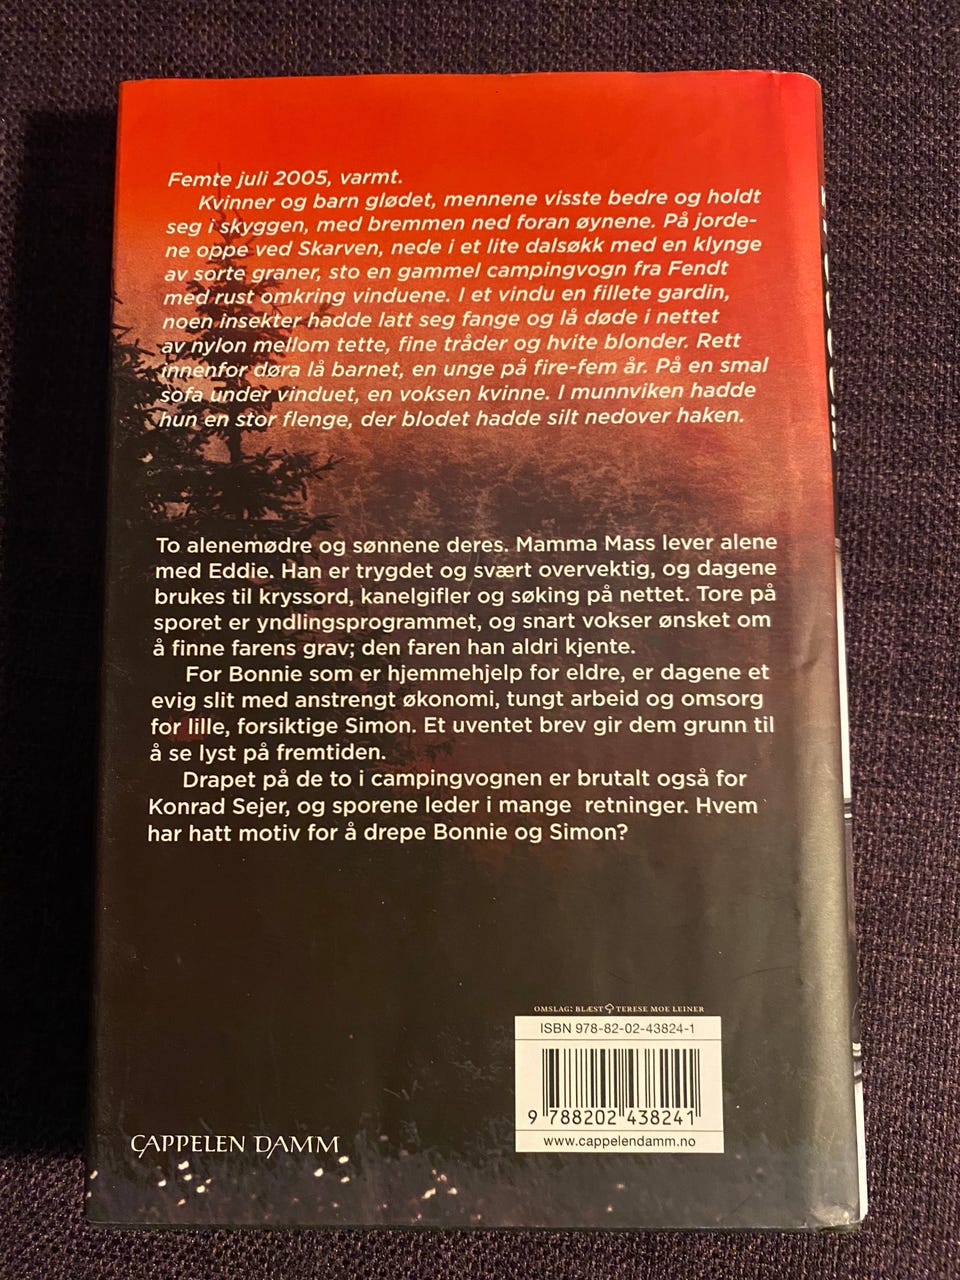 Femte juli 2005, varmt.
Kvinner og barn glødet, mennene visste bedre og holdt
seg i skyggen, med bremmen ned foran øynene. På jorde-
ne oppe ved Skarven, nede i et lite dalsøkk med en klynge
av sorte graner, sto en gammel campingvogn fra Fendt
med rust omkring vinduene. I et vindu en fillete gardin,
noen insekter hadde latt seg fange og lå døde i nettet
av nylon mellom tette, fine tråder og hvite blonder. Rett
innenfor døra lå barnet, en unge på fire-fem år. På en smal
sofa under vinduet, en voksen kvinne. I munnviken hadde
hun en stor flenge, der blodet hadde silt nedover haken.
To alenemødre og sønnene deres. Mamma Mass lever alene
med Eddie. Han er trygdet og svært overvektig, og dagene
brukes til kryssord, kanelgifler og søking på nettet. Tore på
sporet er yndlingsprogrammet, og snart vokser ønsket om
å finne farens grav; den faren han aldri kjente.
For Bonnie som er hjemmehjelp for eldre, er dagene et
evig slit med anstrengt økonomi, tungt arbeid og omsorg
for lille, forsiktige Simon. Et uventet brev gir dem grunn til
å se lyst på fremtiden.
Drapet på de to i campingvognen er brutalt også for
Konrad Sejer, og sporene leder i mange retninger. Hvem
har hatt motiv for å drepe Bonnie og Simon?
OMSLAG: BLÆST TERESE MOE LEINER
ISBN 978-82-02-43824-1
9 788202 438241
www.cappelendamm.no
CAPPELEN DAMM